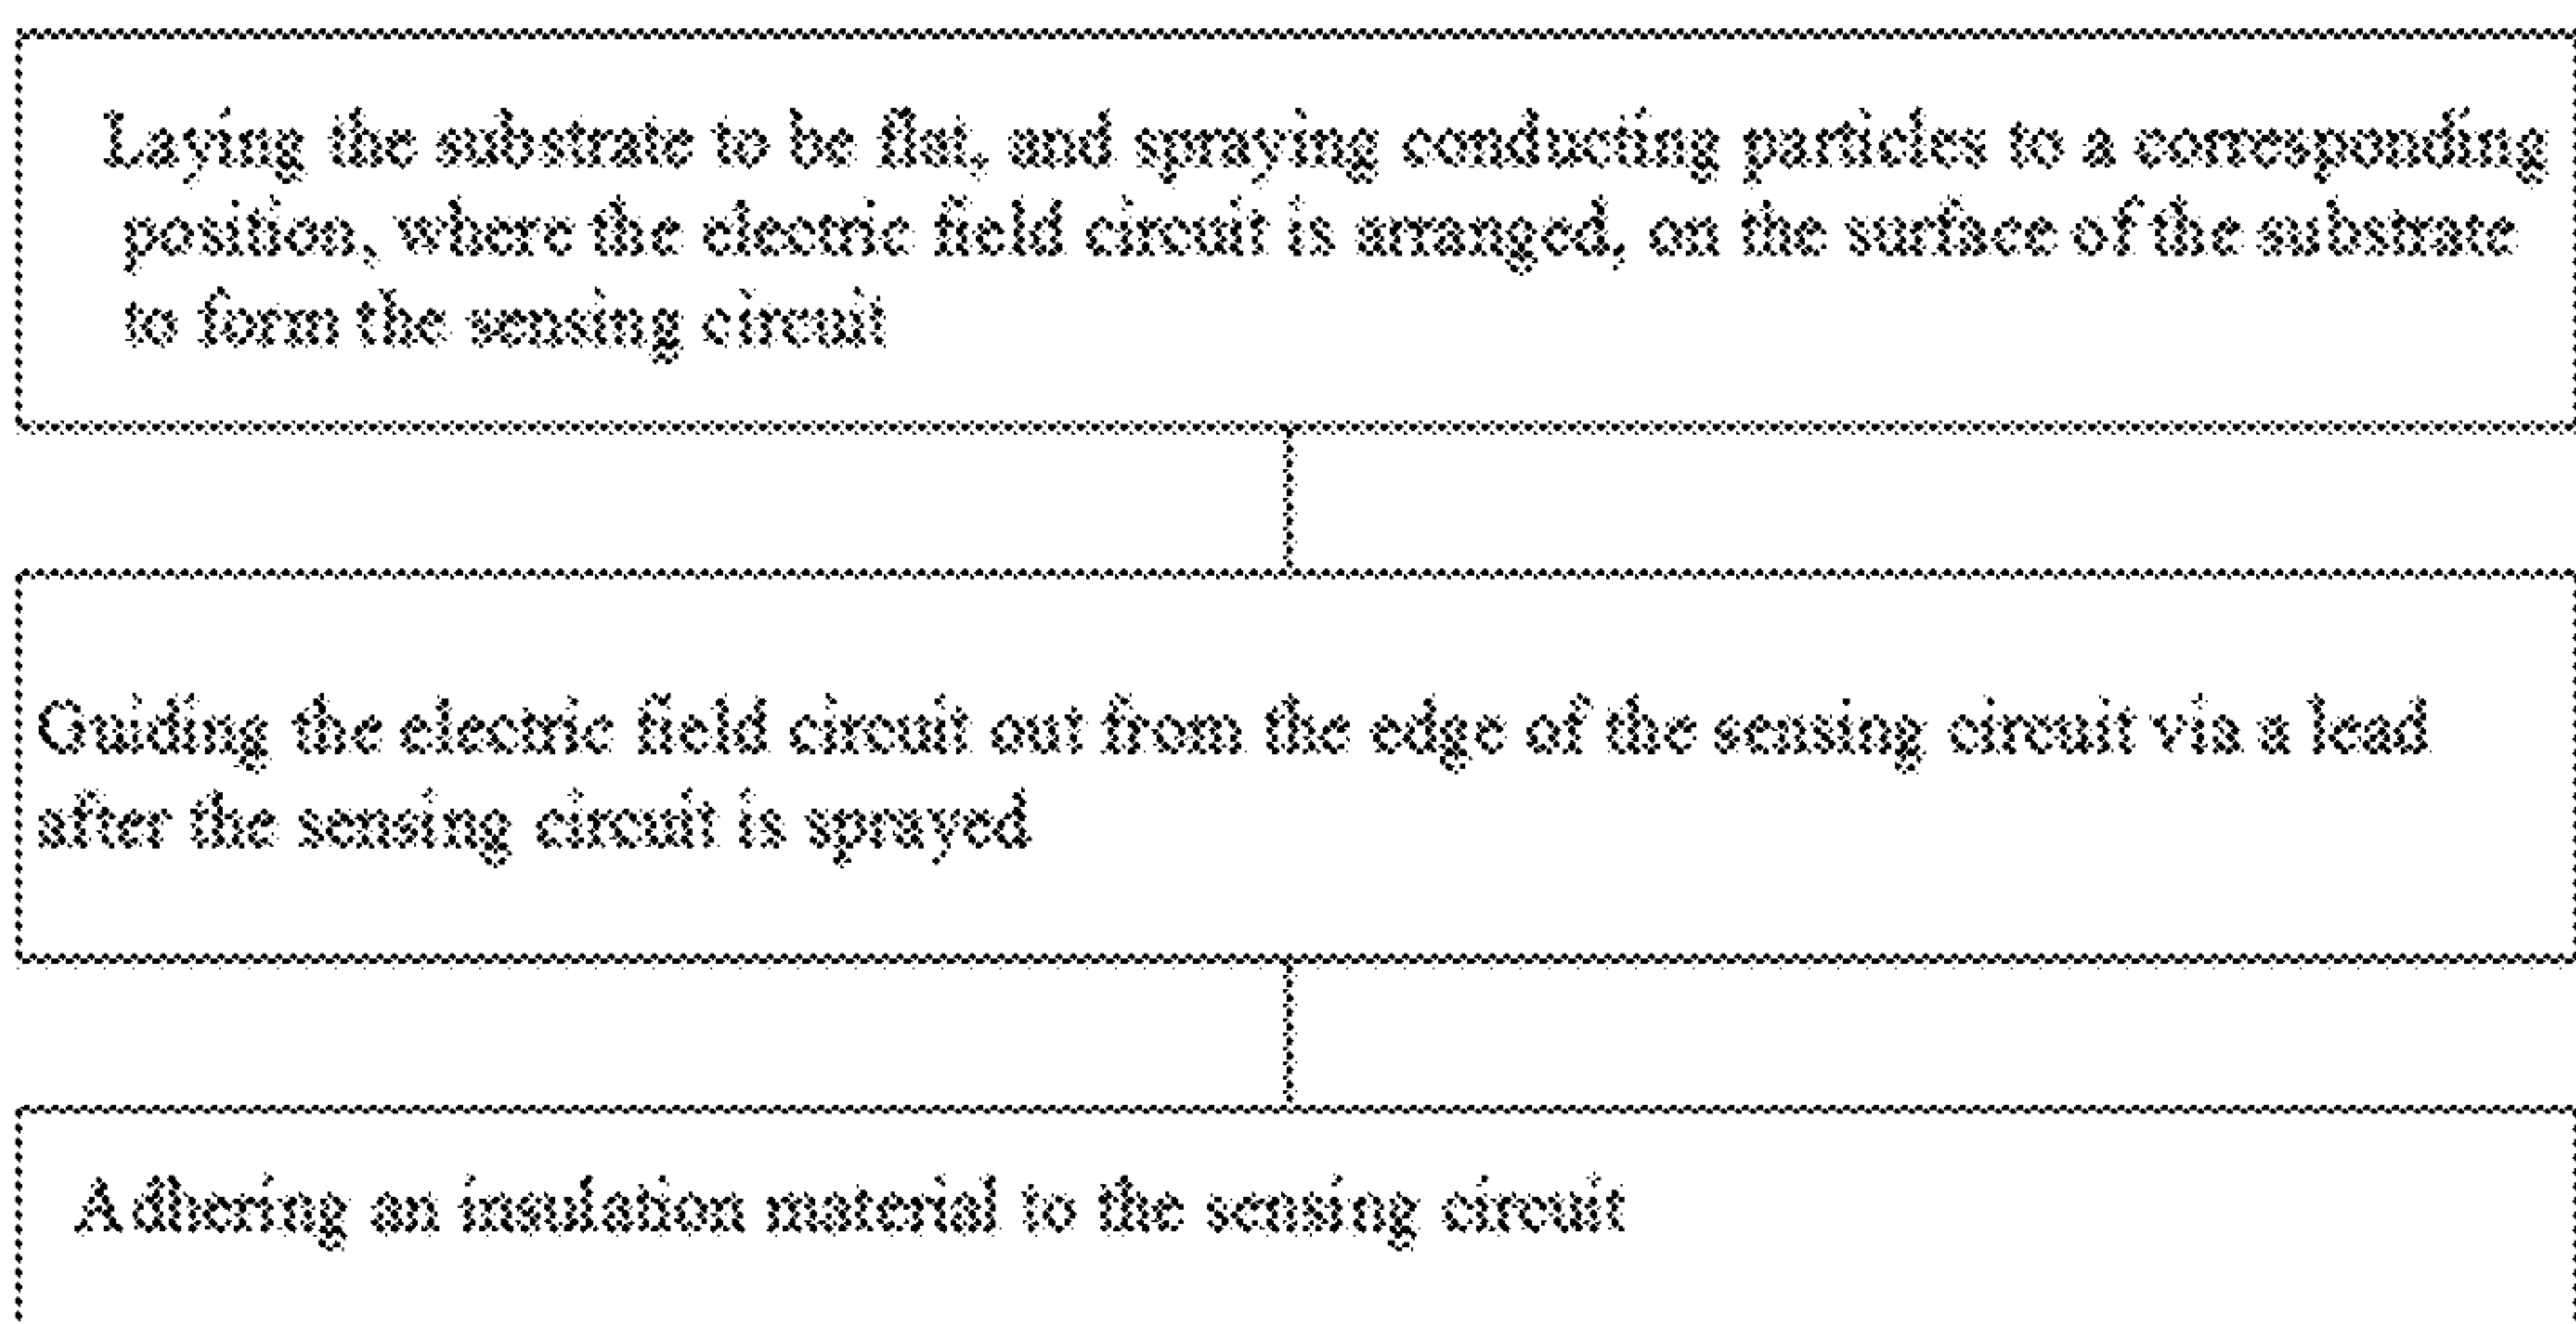 Laying the substrate to be flat, and spraying conducting particles to a corresponding
position, where the electric field circuit is arranged, on the surface of the substrate
to form the sensing circuit
Guiding the electric field circuit out from the edge of the sensing circuit via a lead
after the sensing circuit is sprayed
Adhering an insulation material to the sensing circuit